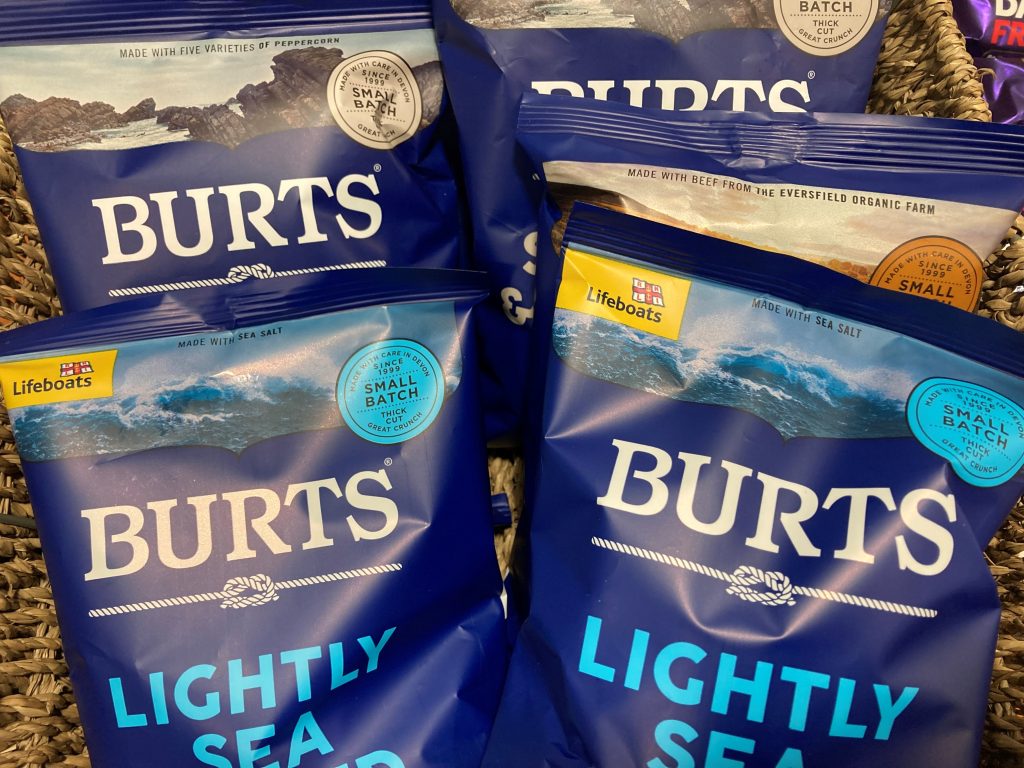 MADE WITH FIVE VARIETIES OF PEPPERCORN
MADE WITH CARE IN DEVON
SINCE
1999
SMALL
BATCH
GREAT
BURTS®
BATCH
THICK
CUT
GREAT CRUNCH
BURTS®
&
MADE WITH BEEF FROM THE EVERSFIELD ORGANIC FARM
MADE WITH CARE IN DEVON
SINCE
1999
SMALL
Lifeboats
MADE WITH SEA SALT
MADE WITH CARE IN DEVON
SINCE
1999
SMALL
BATCH
THICK
CUT
GREAT CRUNCH
BURTS®
LIGHTLY
SEA
Lifeboats
MADE WITH SEA SALT
MADE WITH CARE IN DEVON
SINCE
1999
SMALL
BATCH
THICK
CUT
GREAT CRUNCH
BURTS
LIGHTLY
SEA